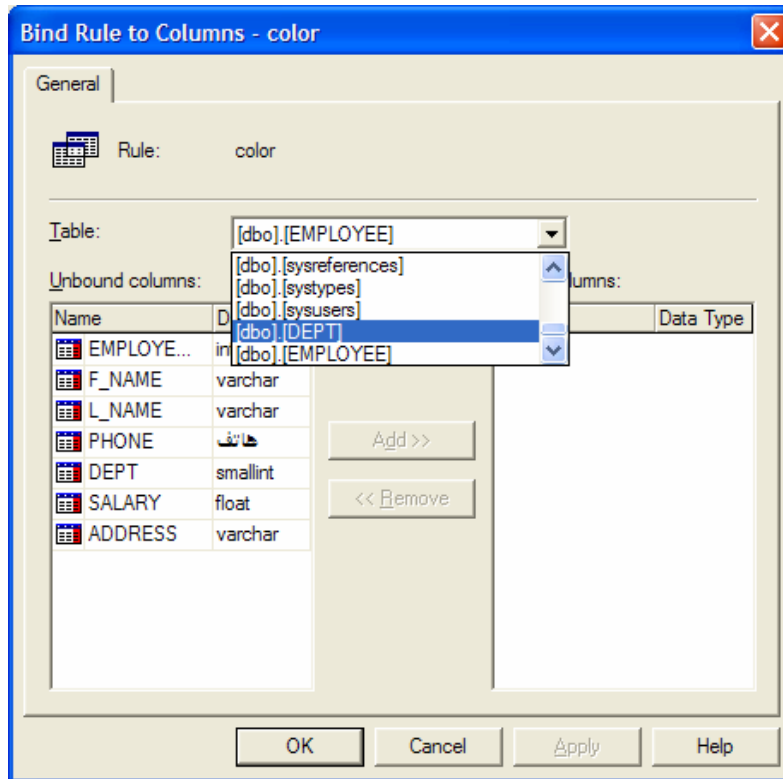 Bind Rule to Columns - color
General
Rule: color
Table: [dbo].[EMPLOYEE]
[dbo].[sysreferences]
[dbo].[systypes]
[dbo].[sysusers]
[dbo].[DEPT]
[dbo].[EMPLOYEE]
Unbound columns:
Name
EMPLOYE...
F_NAME varchar
L_NAME varchar
PHONE هاتف
DEPT smallint
SALARY float
ADDRESS varchar
Add >>
<< Remove
Data Type
OK Cancel Apply Help